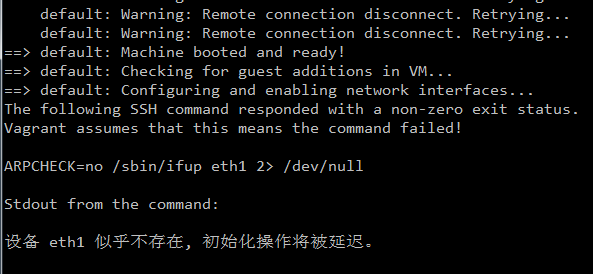 default: Warning: Remote connection disconnect. Retrying...
default: Warning: Remote connection disconnect. Retrying...
==> default: Machine booted and ready!
==> default: Checking for guest additions in VM...
==> default: Configuring and enabling network interfaces...
The following SSH command responded with a non-zero exit status.
Vagrant assumes that this means the command failed!
ARPCHECK=no /sbin/ifup eth1 2> /dev/null
Stdout from the command:
设备 eth1 似乎不存在, 初始化操作将被延迟。